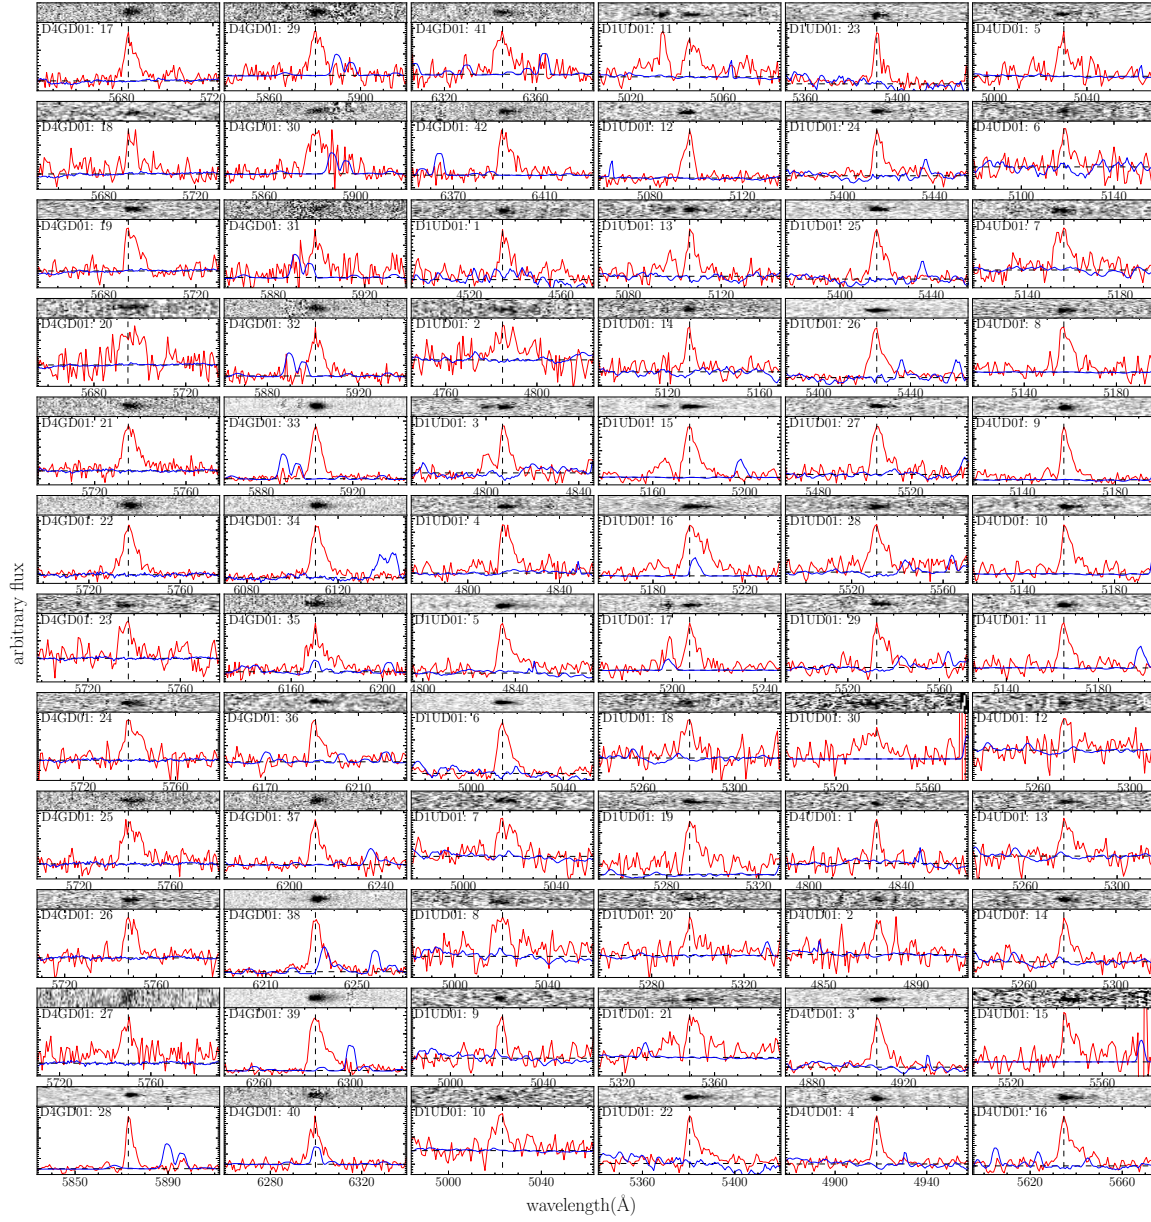 D4GD01: 17 D4GD01: 29 D4GD01: 41 D1UD01: 11 D1UD01: 23 D4UD01: 5
5680 5720 5860 5900 6320 6360 5020 5060 5360 5400 5000 5040
D4GD01: 18 D4GD01: 30 D4GD01: 42 D1UD01: 12 D1UD01: 24 D4UD01: 6
5680 5720 5860 5900 6370 6410 5080 5120 5400 5440 5100 5140
D4GD01: 19 D4GD01: 31 D1UD01: 1 D1UD01: 13 D1UD01: 25 D4UD01: 7
5680 5720 5880 5920 4520 4560 5080 5120 5400 5440 5140 5180
D4GD01: 20 D4GD01: 32 D1UD01: 2 D1UD01: 14 D1UD01: 26 D4UD01: 8
5680 5720 5880 5920 4760 4800 5120 5160 5400 5440 5140 5180
D4GD01: 21 D4GD01: 33 D1UD01: 3 D1UD01: 15 D1UD01: 27 D4UD01: 9
5720 5760 5880 5920 4800 4840 5160 5200 5480 5520 5140 5180
D4GD01: 22 D4GD01: 34 D1UD01: 4 D1UD01: 16 D1UD01: 28 D4UD01: 10
5720 5760 6080 6120 4800 4840 5180 5220 5520 5560 5140 5180
D4GD01: 23 D4GD01: 35 D1UD01: 5 D1UD01: 17 D1UD01: 29 D4UD01: 11
5720 5760 6160 6200 4800 4840 5200 5240 5520 5560 5140 5180
D4GD01: 24 D4GD01: 36 D1UD01: 6 D1UD01: 18 D1UD01: 30 D4UD01: 12
5720 5760 6170 6210 5000 5040 5260 5300 5520 5560 5260 5300
D4GD01: 25 D4GD01: 37 D1UD01: 7 D1UD01: 19 D4UD01: 1 D4UD01: 13
5720 5760 6200 6240 5000 5040 5280 5320 4800 4840 5260 5300
D4GD01: 26 D4GD01: 38 D1UD01: 8 D1UD01: 20 D4UD01: 2 D4UD01: 14
5720 5760 6210 6250 5000 5040 5280 5320 4850 4890 5260 5300
D4GD01: 27 D4GD01: 39 D1UD01: 9 D1UD01: 21 D4UD01: 3 D4UD01: 15
5720 5760 6260 6300 5000 5040 5320 5360 4880 4920 5520 5560
D4GD01: 28 D4GD01: 40 D1UD01: 10 D1UD01: 22 D4UD01: 4 D4UD01: 16
5850 5890 6280 6320 5000 5040 5360 5400 4900 4940 5620 5660
arbitrary flux
wavelength(Å)